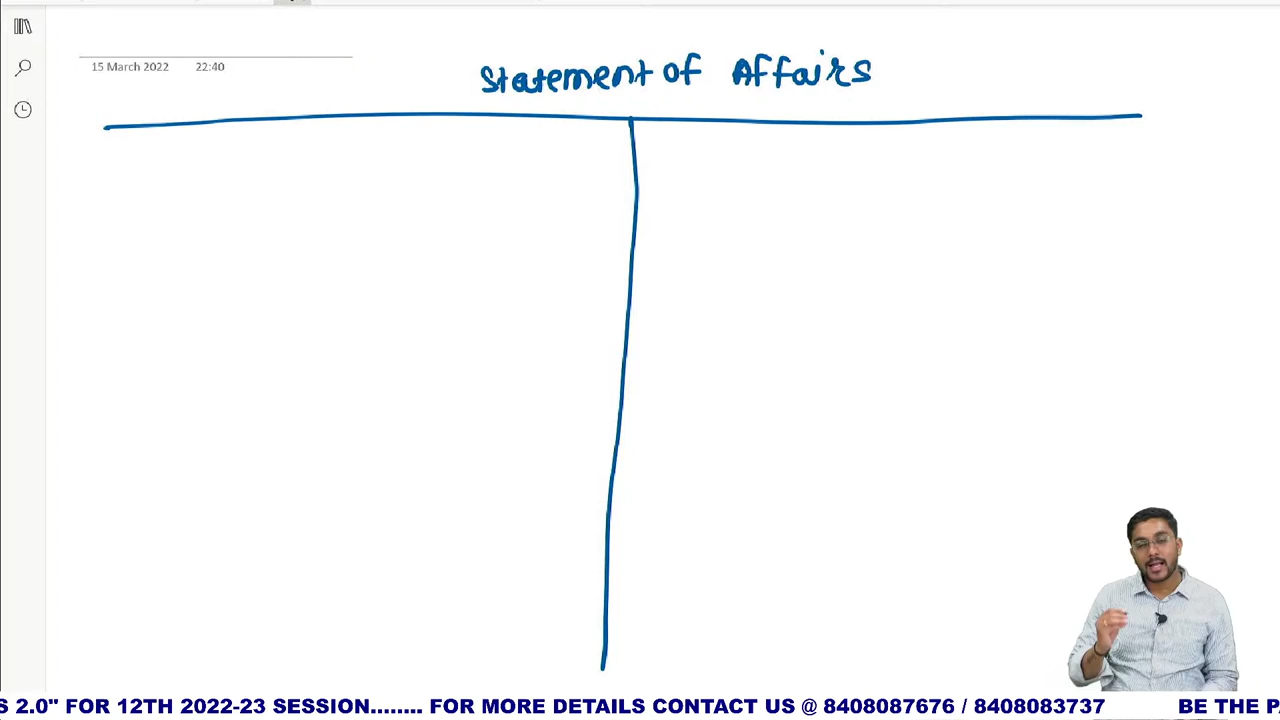 Statement of Affairs
15 March 2022 22:40
S 2.0" FOR 12TH 2022-23 SESSION........ FOR MORE DETAILS CONTACT US @ 8408087676 / 8408083737 BE THE PA